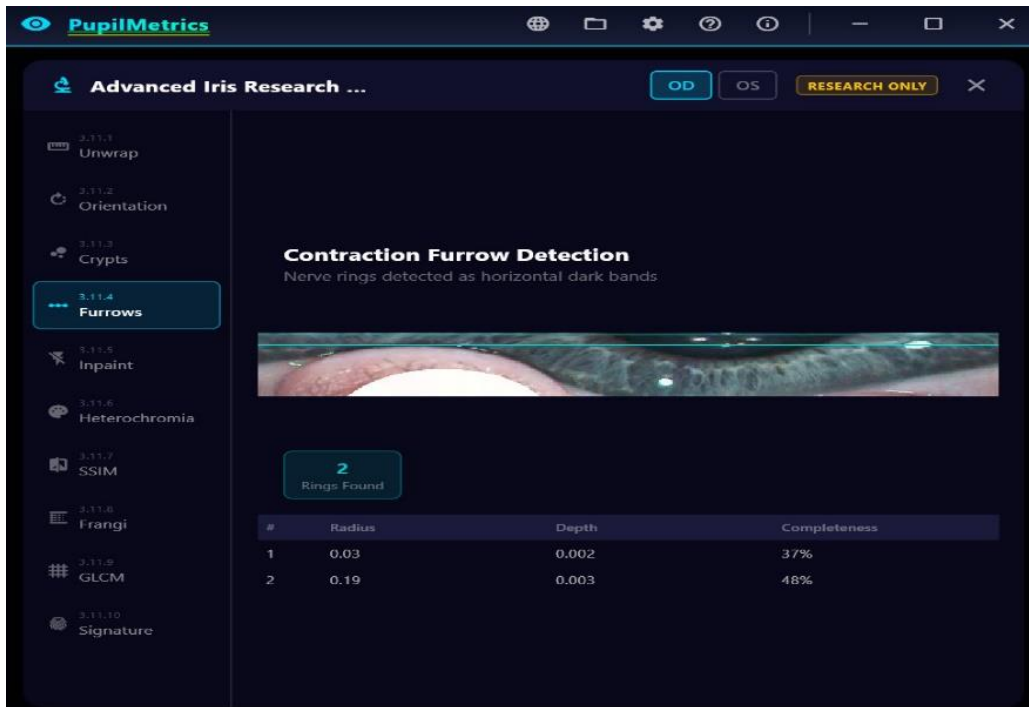 PupilMetrics
Advanced Iris Research ...
OD
OS
RESEARCH ONLY
3.11.1
Unwrap
3.11.2
Orientation
3.11.3
Crypts
3.11.4
Furrows
3.11.5
Inpaint
3.11.6
Heterochromia
3.11.7
SSIM
3.11.8
Frangi
3.11.9
GLCM
3.11.10
Signature
Contraction Furrow Detection
Nerve rings detected as horizontal dark bands
2
Rings Found
# Radius Depth Completeness
1 0.03 0.002 37%
2 0.19 0.003 48%